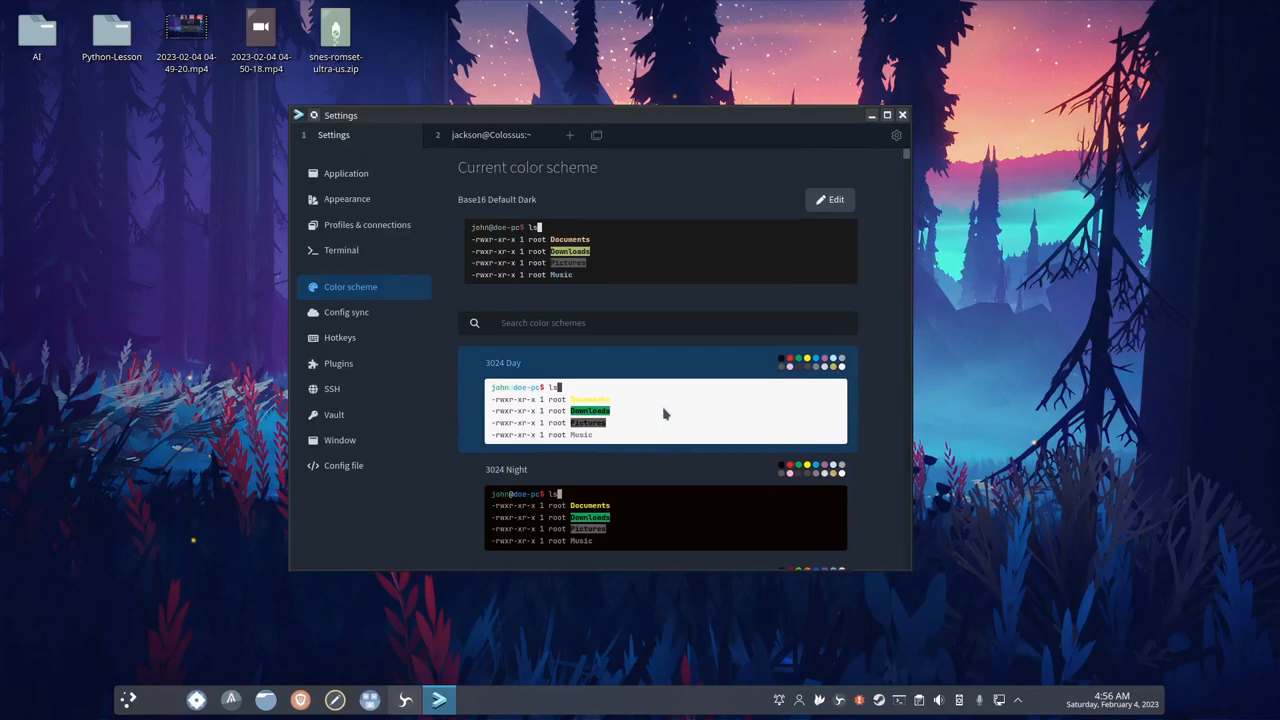 AI
Python-Lesson
2023-02-04 04-
49-20.mp4
2023-02-04 04-
50-18.mp4
snes-romset-
ultra-us.zip
Settings
1 Settings
2 jackson@Colossus:~
Application
Appearance
Profiles & connections
Terminal
Color scheme
Config sync
Hotkeys
Plugins
SSH
Vault
Window
Config file
Current color scheme
Base16 Default Dark
Edit
john@doe-pc$ ls
-rwxr-xr-x 1 root Documents
-rwxr-xr-x 1 root Downloads
-rwxr-xr-x 1 root Pictures
-rwxr-xr-x 1 root Music
Search color schemes
3024 Day
john@doe-pc$ ls
-rwxr-xr-x 1 root Documents
-rwxr-xr-x 1 root Downloads
-rwxr-xr-x 1 root Pictures
-rwxr-xr-x 1 root Music
3024 Night
john@doe-pc$ ls
-rwxr-xr-x 1 root Documents
-rwxr-xr-x 1 root Downloads
-rwxr-xr-x 1 root Pictures
-rwxr-xr-x 1 root Music
4:56 AM
Saturday, February 4, 2023